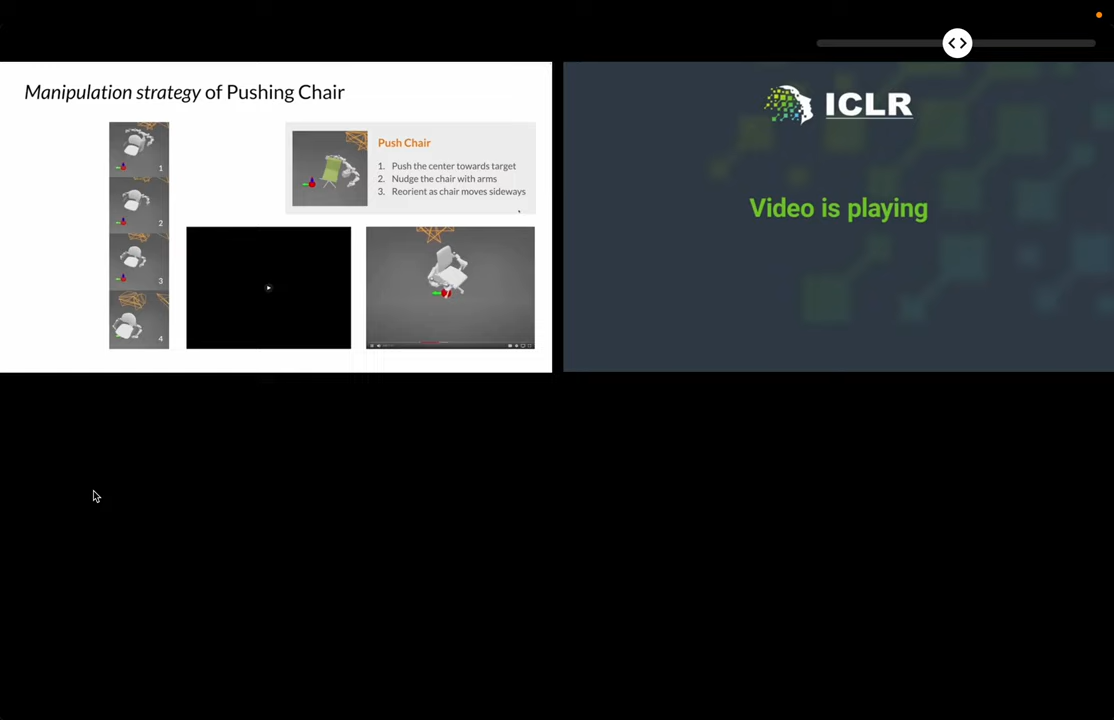 Manipulation strategy of Pushing Chair
1
2
3
4
Push Chair
1. Push the center towards target
2. Nudge the chair with arms
3. Reorient as chair moves sideways
ICLR
Video is playing